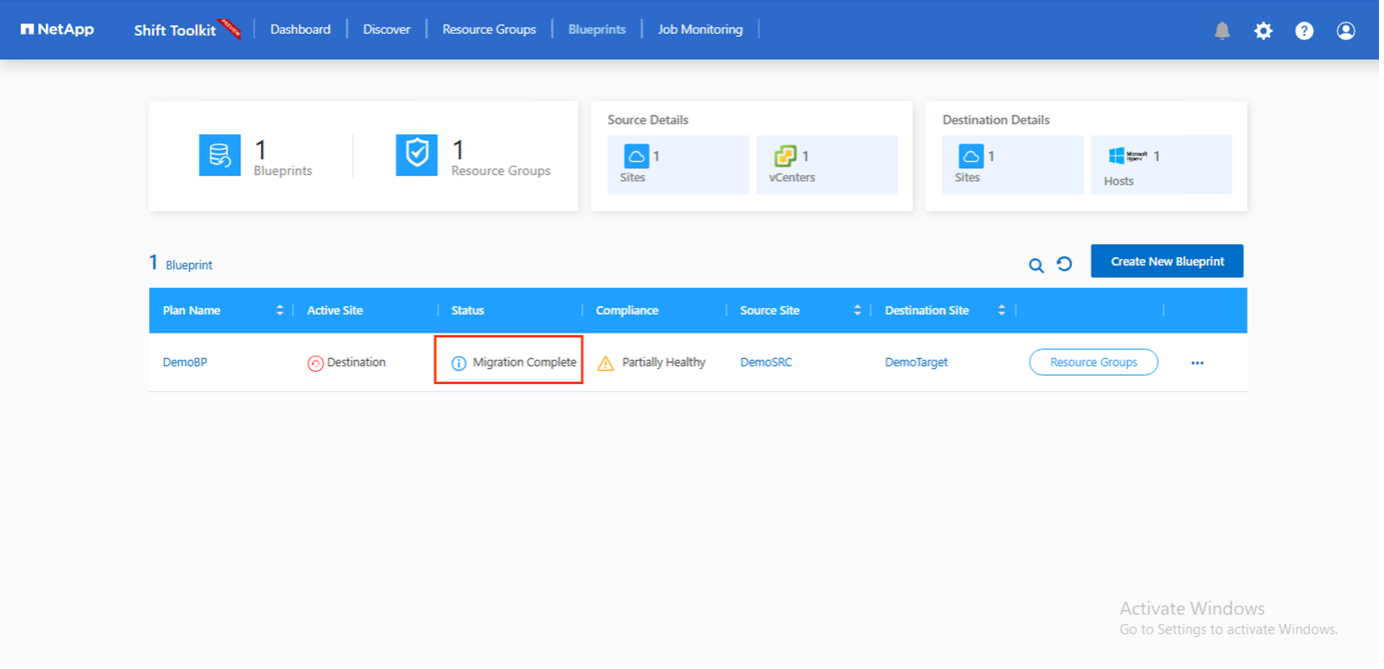 NetApp
Shift Toolkit
PREVIEW
Dashboard
Discover
Resource Groups
Blueprints
Job Monitoring
?
1
Blueprints
1
Resource Groups
Source Details
1
Sites
1
vCenters
Destination Details
1
Sites
Microsoft
Hyper-V
1
Hosts
1 Blueprint
Create New Blueprint
Plan Name Active Site Status Compliance Source Site Destination Site
DemoBP Destination Migration Complete Partially Healthy DemoSRC DemoTarget Resource Groups ...
Activate Windows
Go to Settings to activate Windows.